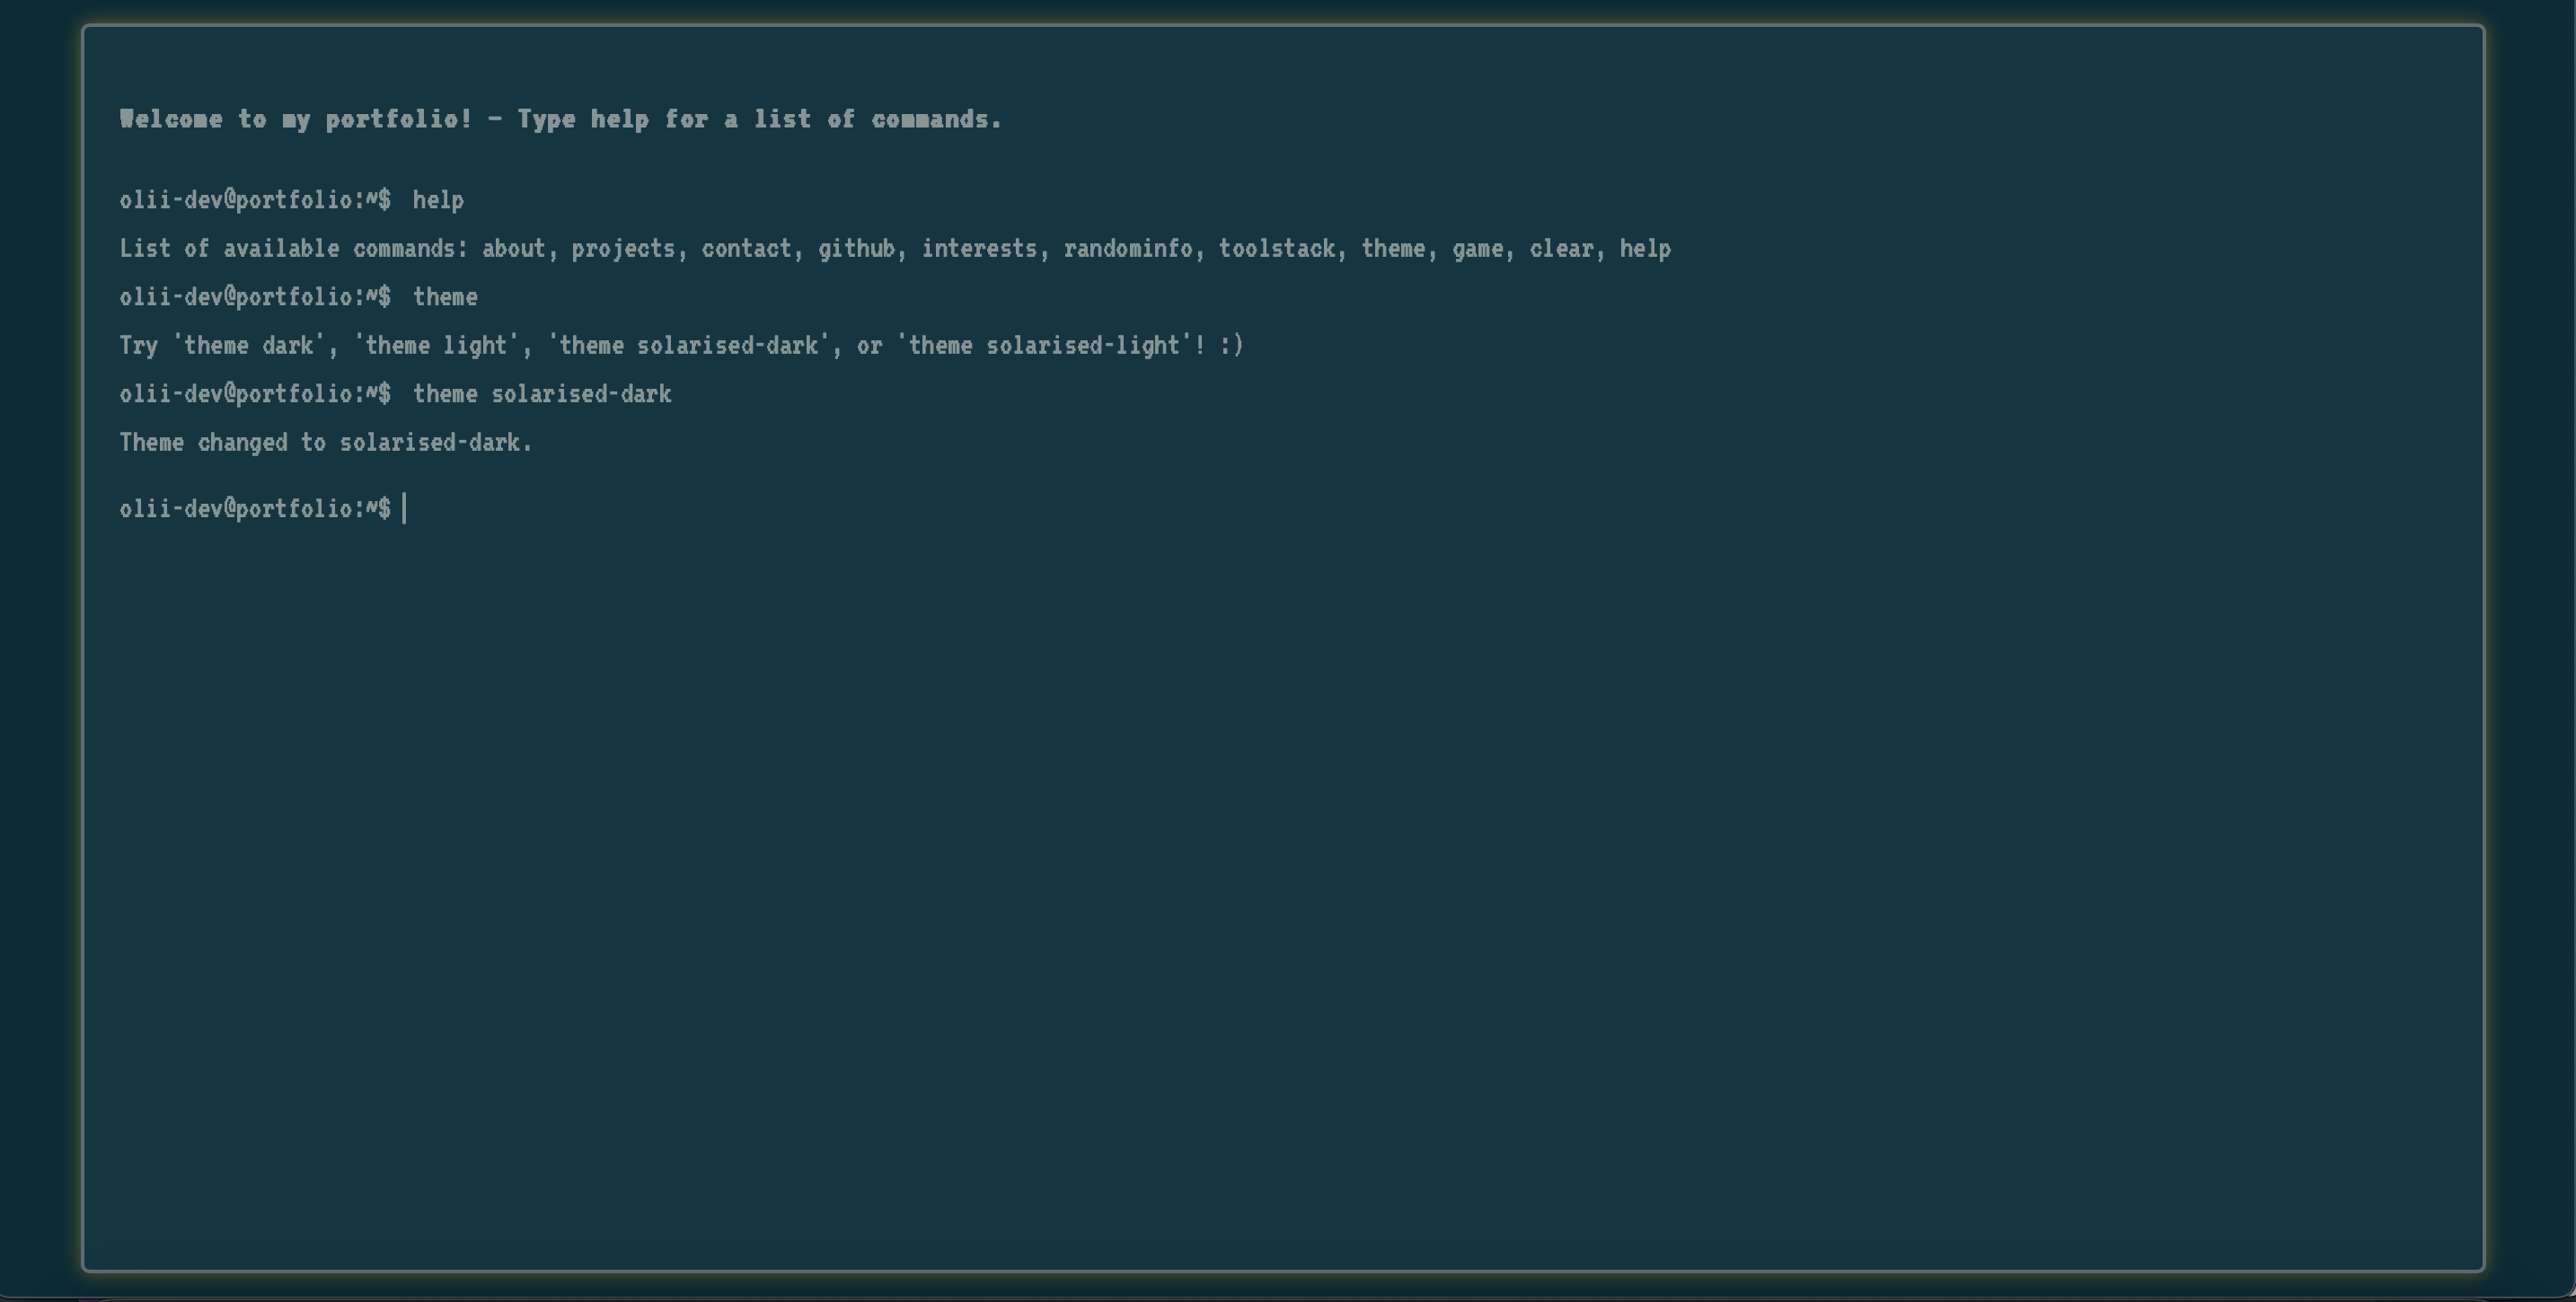 Welcome to my portfolio! - Type help for a list of commands.
olii-dev@portfolio:~$ help
List of available commands: about, projects, contact, github, interests, randominfo, toolstack, theme, game, clear, help
olii-dev@portfolio:~$ theme
Try 'theme dark', 'theme light', 'theme solarised-dark', or 'theme solarised-light'! :)
olii-dev@portfolio:~$ theme solarised-dark
Theme changed to solarised-dark.
olii-dev@portfolio:~$